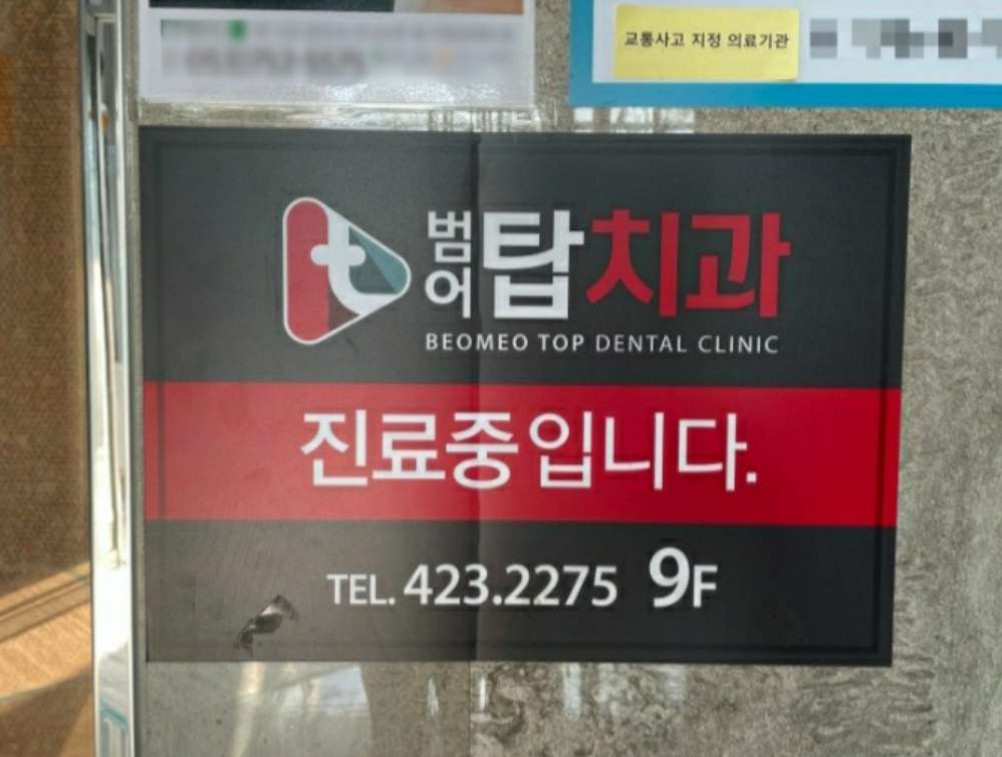 교통사고 지정 의료기관
범어탑치과
BEOMEO TOP DENTAL CLINIC
진료중입니다.
TEL. 423.2275 9F